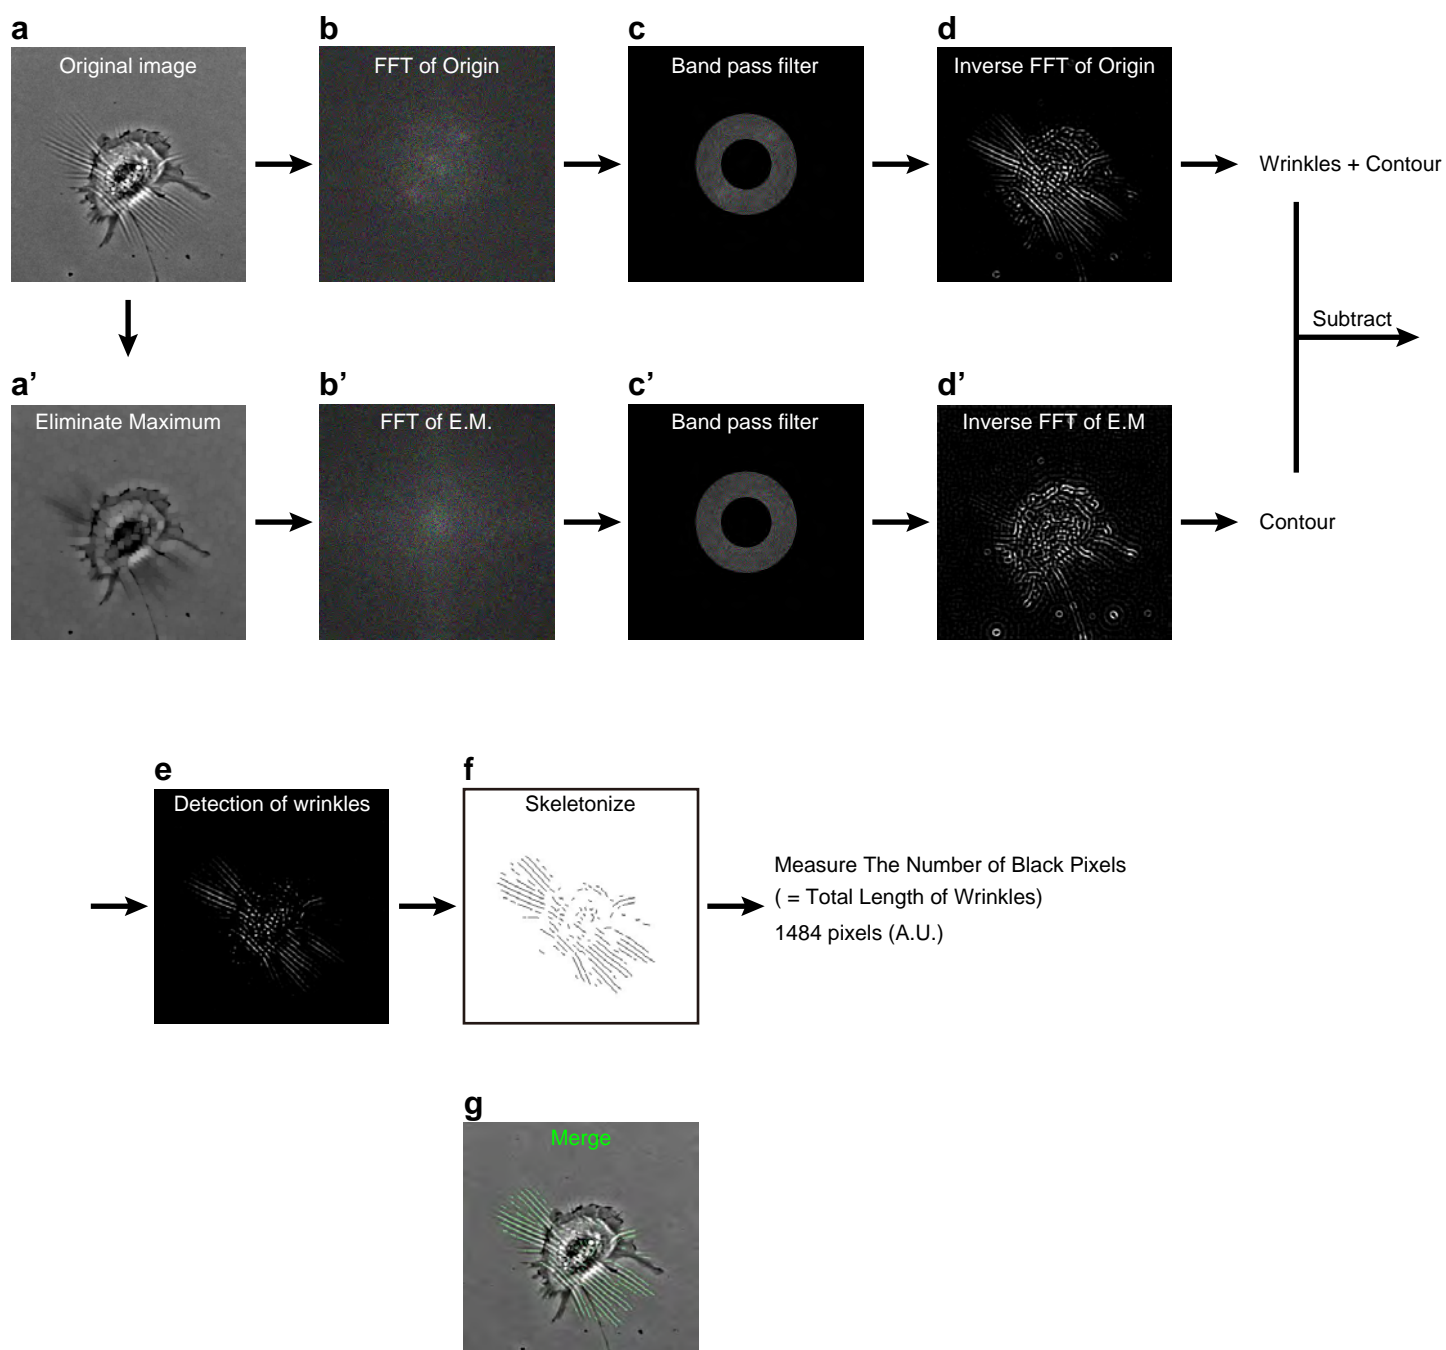 a
b
c
d
Original image
FFT of Origin
Band pass filter
Inverse FFT of Origin
Wrinkles + Contour
Subtract
a’
b’
c’
d’
Eliminate Maximum
FFT of E.M.
Band pass filter
Inverse FFT of E.M
Contour
e
f
Detection of wrinkles
Skeletonize
Measure The Number of Black Pixels
( = Total Length of Wrinkles)
1484 pixels (A.U.)
g
Merge